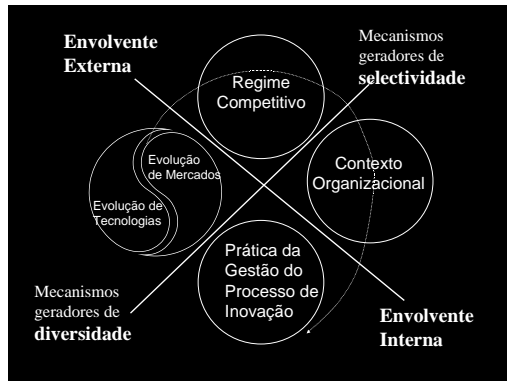 Envolvente
Externa
Mecanismos
geradores de
selectividade
Regime
Competitivo
Evolução
de Mercados
Evolução de
Tecnologias
Contexto
Organizacional
Prática da
Gestão do
Processo de
Inovação
Mecanismos
geradores de
diversidade
Envolvente
Interna